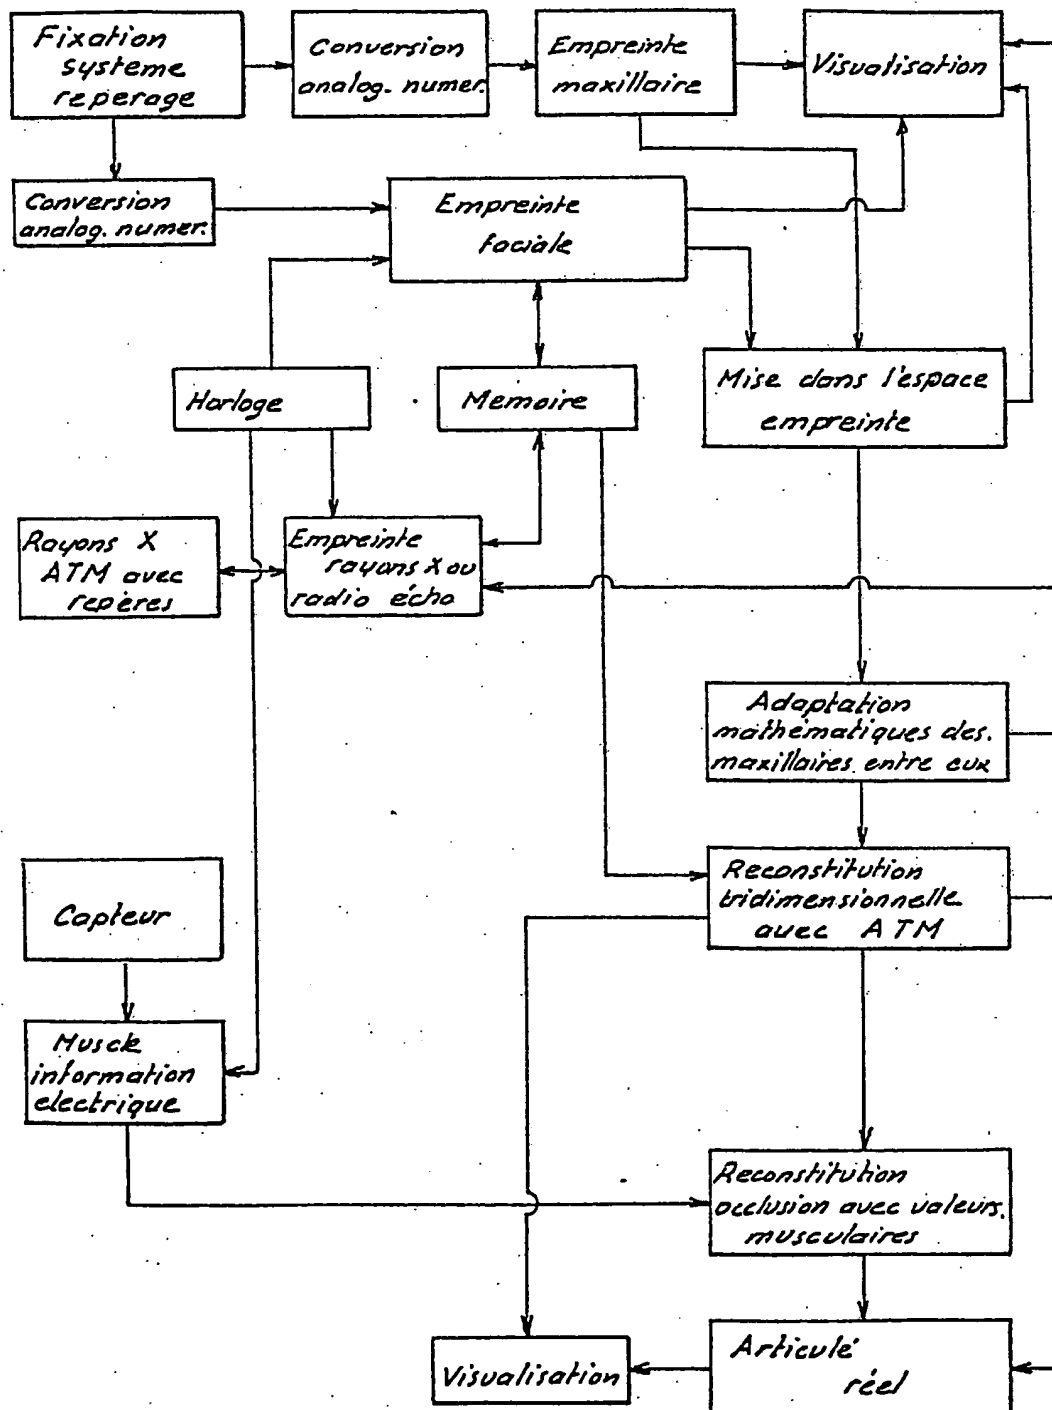 Fixation
systeme
reperage
Conversion
analog. numer.
Empreinte
maxillaire
Visualisation
Conversion
analog. numer.
Empreinte
faciale
Horloge
Memoire
Mise dans l'espace
empreinte
Rayons X
ATM avec
repères
Empreinte
rayons X ou
radio écho
Adaptation
mathématiques des.
maxillaires entre eux
Capteur
Reconstitution
tridimensionnelle
avec ATM
Muscle
information
electrique
Reconstitution
occlusion avec valeurs.
musculaires
Visualisation
Articulé
réel